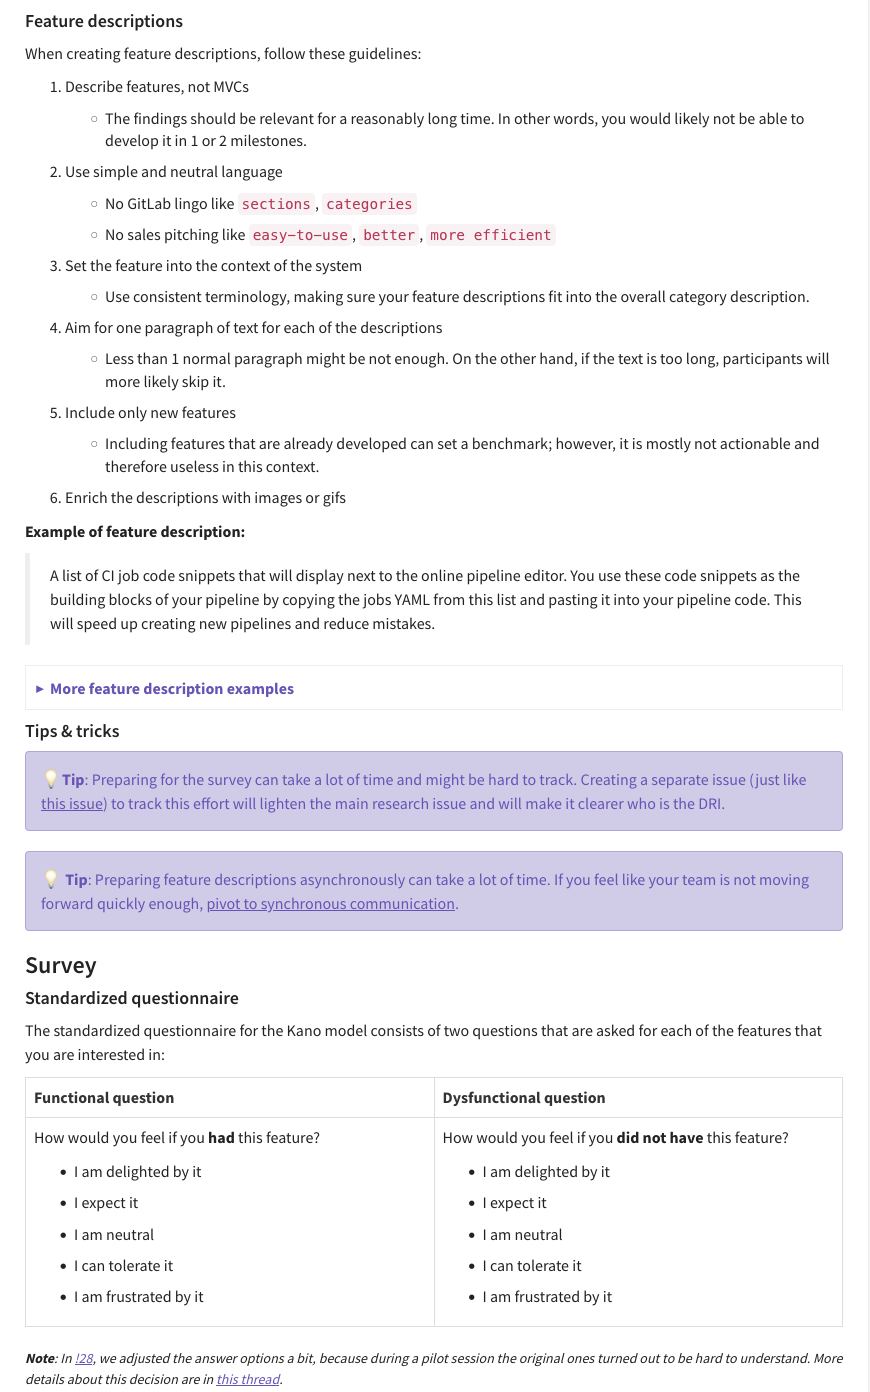 Feature descriptions
When creating feature descriptions, follow these guidelines:
1. Describe features, not MVCs
○ The findings should be relevant for a reasonably long time. In other words, you would likely not be able to
develop it in 1 or 2 milestones.
2. Use simple and neutral language
○ No GitLab lingo like sections, categories
○ No sales pitching like easy-to-use, better, more efficient
3. Set the feature into the context of the system
○ Use consistent terminology, making sure your feature descriptions fit into the overall category description.
4. Aim for one paragraph of text for each of the descriptions
○ Less than 1 normal paragraph might be not enough. On the other hand, if the text is too long, participants will
more likely skip it.
5. Include only new features
○ Including features that are already developed can set a benchmark; however, it is mostly not actionable and
therefore useless in this context.
6. Enrich the descriptions with images or gifs
Example of feature description:
A list of CI job code snippets that will display next to the online pipeline editor. You use these code snippets as the
building blocks of your pipeline by copying the jobs YAML from this list and pasting it into your pipeline code. This
will speed up creating new pipelines and reduce mistakes.
▸ More feature description examples
Tips & tricks
💡 Tip: Preparing for the survey can take a lot of time and might be hard to track. Creating a separate issue (just like
this issue) to track this effort will lighten the main research issue and will make it clearer who is the DRI.
💡 Tip: Preparing feature descriptions asynchronously can take a lot of time. If you feel like your team is not moving
forward quickly enough, pivot to synchronous communication.
Survey
Standardized questionnaire
The standardized questionnaire for the Kano model consists of two questions that are asked for each of the features that
you are interested in:
Functional question
How would you feel if you had this feature?
• I am delighted by it
• I expect it
• I am neutral
• I can tolerate it
• I am frustrated by it
Dysfunctional question
How would you feel if you did not have this feature?
• I am delighted by it
• I expect it
• I am neutral
• I can tolerate it
• I am frustrated by it
Note: In !28, we adjusted the answer options a bit, because during a pilot session the original ones turned out to be hard to understand. More
details about this decision are in this thread.